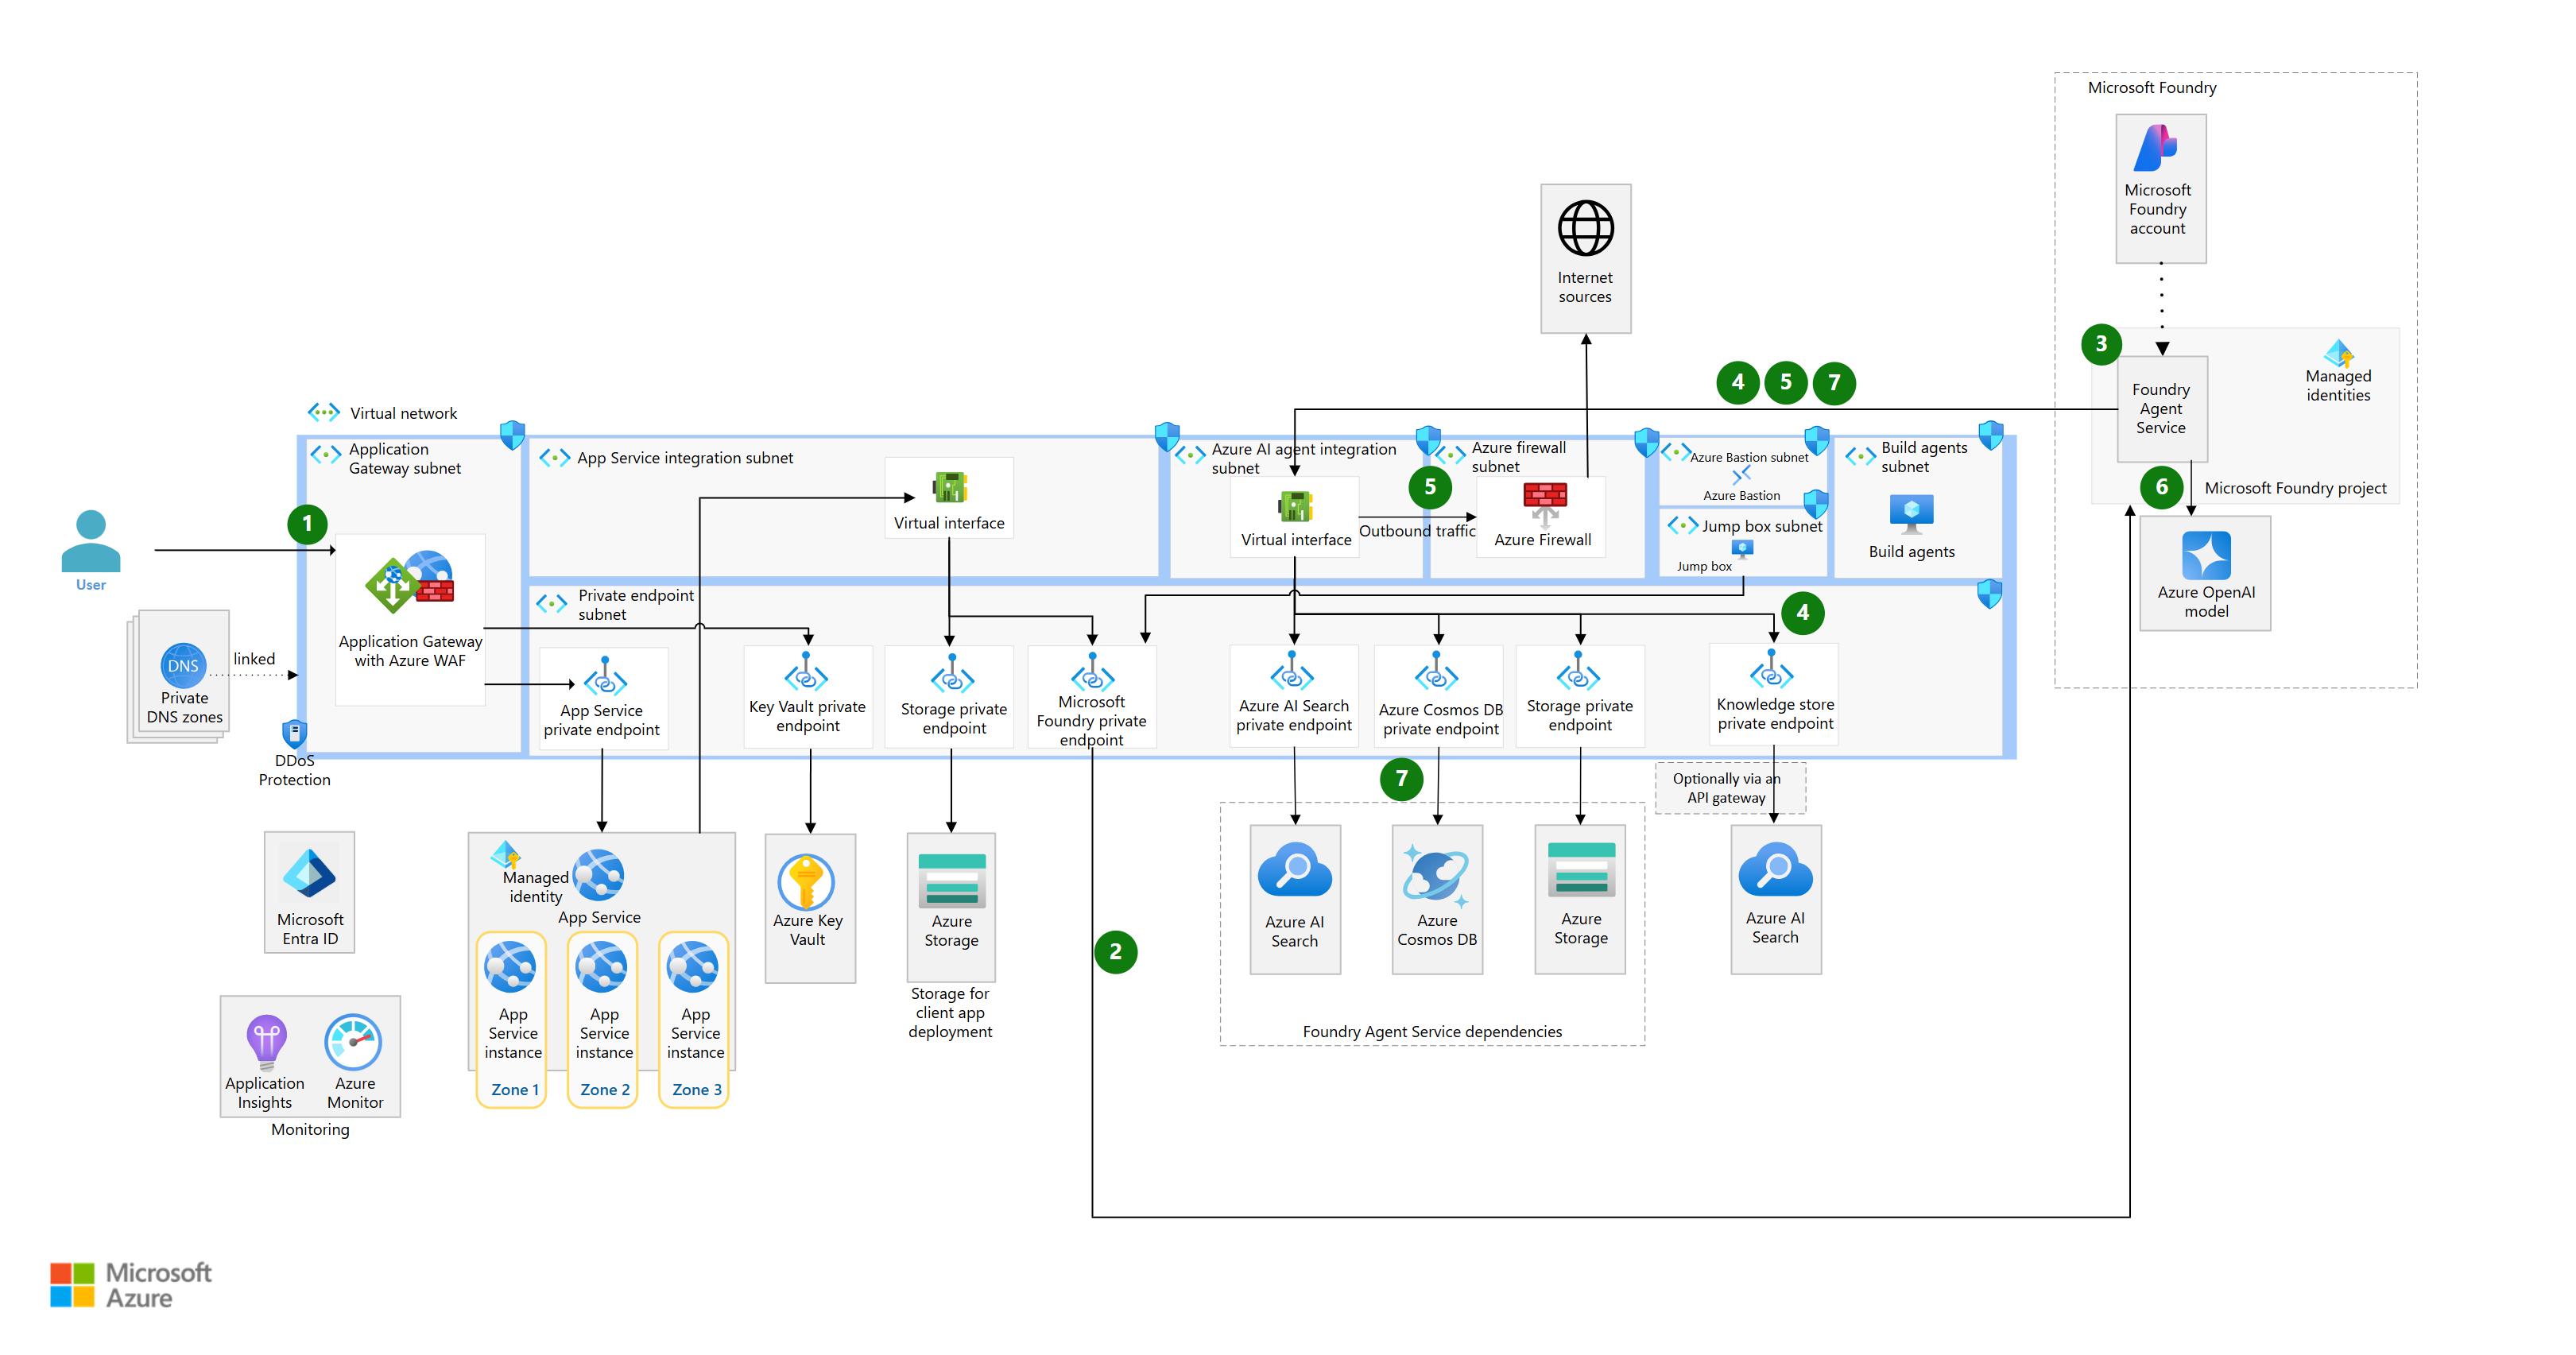 Microsoft Foundry
Microsoft
Foundry
account
Internet
sources
3
Managed
identities
Foundry
Agent
Service
4
5
7
6
Microsoft Foundry project
Azure OpenAI
model
Virtual network
Application
Gateway subnet
App Service integration subnet
Virtual interface
Azure AI agent integration
subnet
Virtual interface
5
Outbound traffic
Azure firewall
subnet
Azure Firewall
Azure Bastion subnet
Azure Bastion
Jump box subnet
Jump box
Build agents
subnet
Build agents
1
User
Application Gateway
with Azure WAF
DNS
Private
DNS zones
linked
DDoS
Protection
Private endpoint
subnet
App Service
private endpoint
Key Vault private
endpoint
Storage private
endpoint
Microsoft
Foundry private
endpoint
Azure AI Search
private endpoint
Azure Cosmos DB
private endpoint
Storage private
endpoint
4
Knowledge store
private endpoint
7
Optionally via an
API gateway
Microsoft
Entra ID
Managed
identity
App Service
App
Service
instance
Zone 1
App
Service
instance
Zone 2
App
Service
instance
Zone 3
Azure Key
Vault
Azure
Storage
Storage for
client app
deployment
2
Azure AI
Search
Azure
Cosmos DB
Azure
Storage
Foundry Agent Service dependencies
Azure AI
Search
Application
Insights
Azure
Monitor
Monitoring
Microsoft
Azure